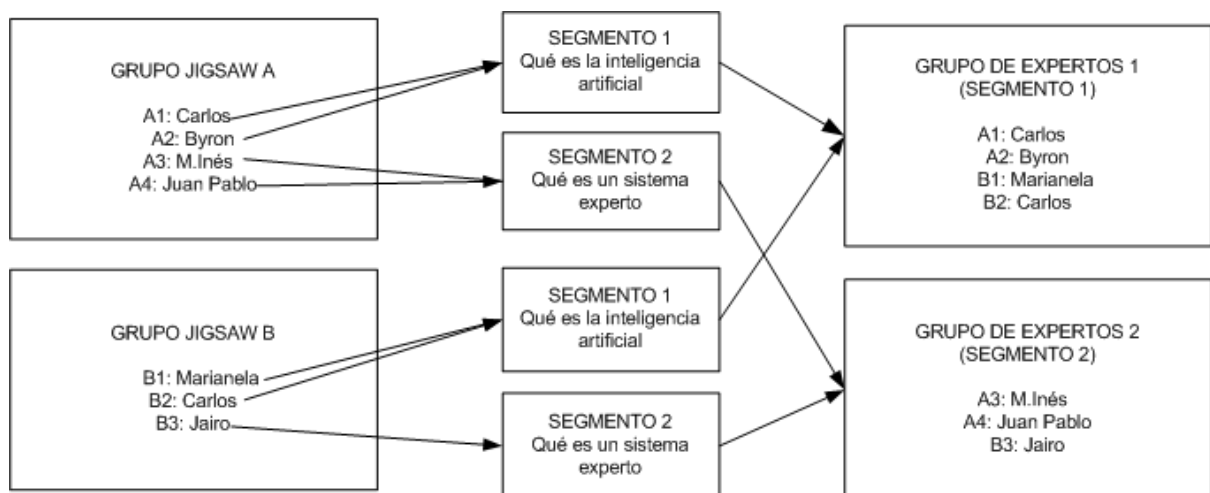 GRUPO JIGSAW A
A1: Carlos
A2: Byron
A3: M.Inés
A4: Juan Pablo
SEGMENTO 1
Qué es la inteligencia
artificial
SEGMENTO 2
Qué es un sistema
experto
GRUPO DE EXPERTOS 1
(SEGMENTO 1)
A1: Carlos
A2: Byron
B1: Marianela
B2: Carlos
GRUPO JIGSAW B
B1: Marianela
B2: Carlos
B3: Jairo
SEGMENTO 1
Qué es la inteligencia
artificial
SEGMENTO 2
Qué es un sistema
experto
GRUPO DE EXPERTOS 2
(SEGMENTO 2)
A3: M.Inés
A4: Juan Pablo
B3: Jairo